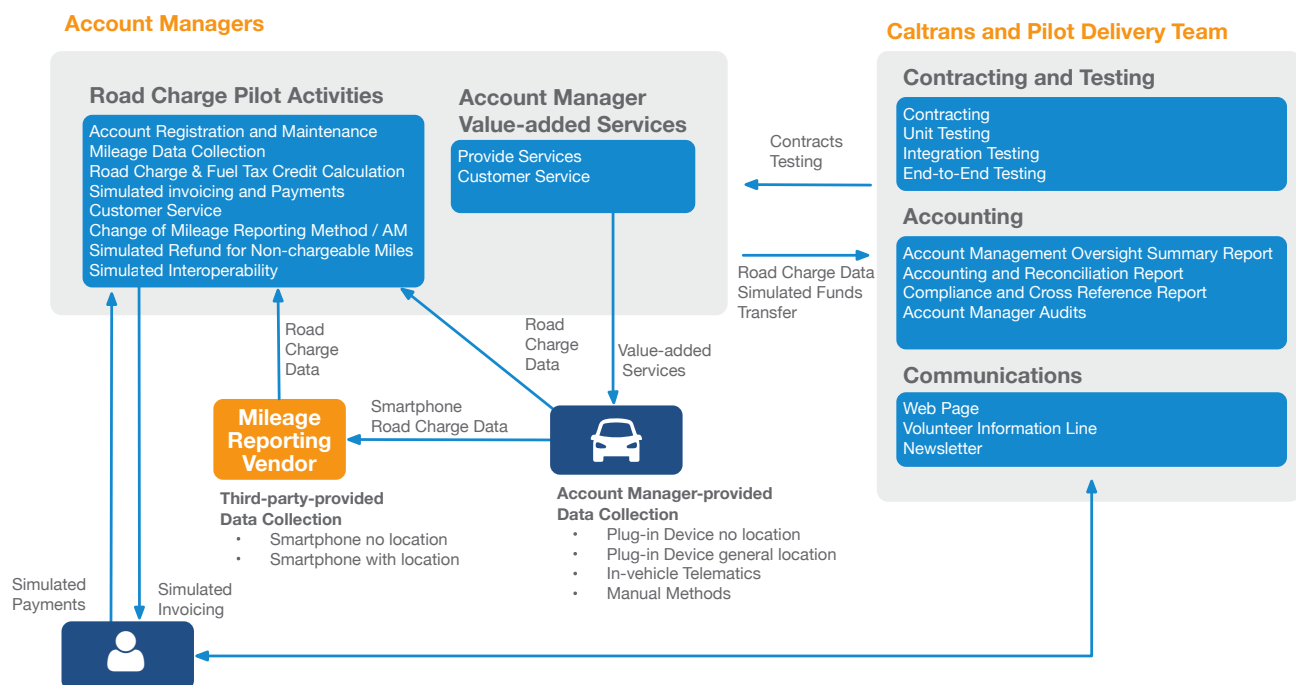 Account Managers
Road Charge Pilot Activities
Account Registration and Maintenance
Mileage Data Collection
Road Charge & Fuel Tax Credit Calculation
Simulated invoicing and Payments
Customer Service
Change of Mileage Reporting Method / AM
Simulated Refund for Non-chargeable Miles
Simulated Interoperability
Account Manager
Value-added Services
Provide Services
Customer Service
Contracts
Testing
Road Charge Data
Simulated Funds
Transfer
Caltrans and Pilot Delivery Team
Contracting and Testing
Contracting
Unit Testing
Integration Testing
End-to-End Testing
Accounting
Account Management Oversight Summary Report
Accounting and Reconciliation Report
Compliance and Cross Reference Report
Account Manager Audits
Communications
Web Page
Volunteer Information Line
Newsletter
Road
Charge
Data
Road
Charge
Data
Value-added
Services
Mileage
Reporting
Vendor
Smartphone
Road Charge Data
Third-party-provided
Data Collection
• Smartphone no location
• Smartphone with location
Account Manager-provided
Data Collection
• Plug-in Device no location
• Plug-in Device general location
• In-vehicle Telematics
• Manual Methods
Simulated
Payments
Simulated
Invoicing